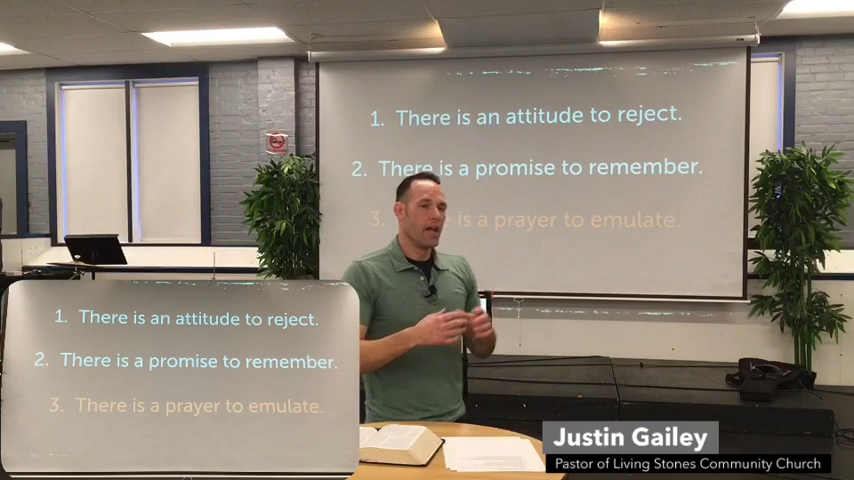 1. There is an attitude to reject.
2. There is a promise to remember.
3. is a prayer to emulate.
1. There is an attitude to reject.
2. There is a promise to remember.
3. There is a prayer to emulate.
Justin Gailey
Pastor of Living Stones Community Church